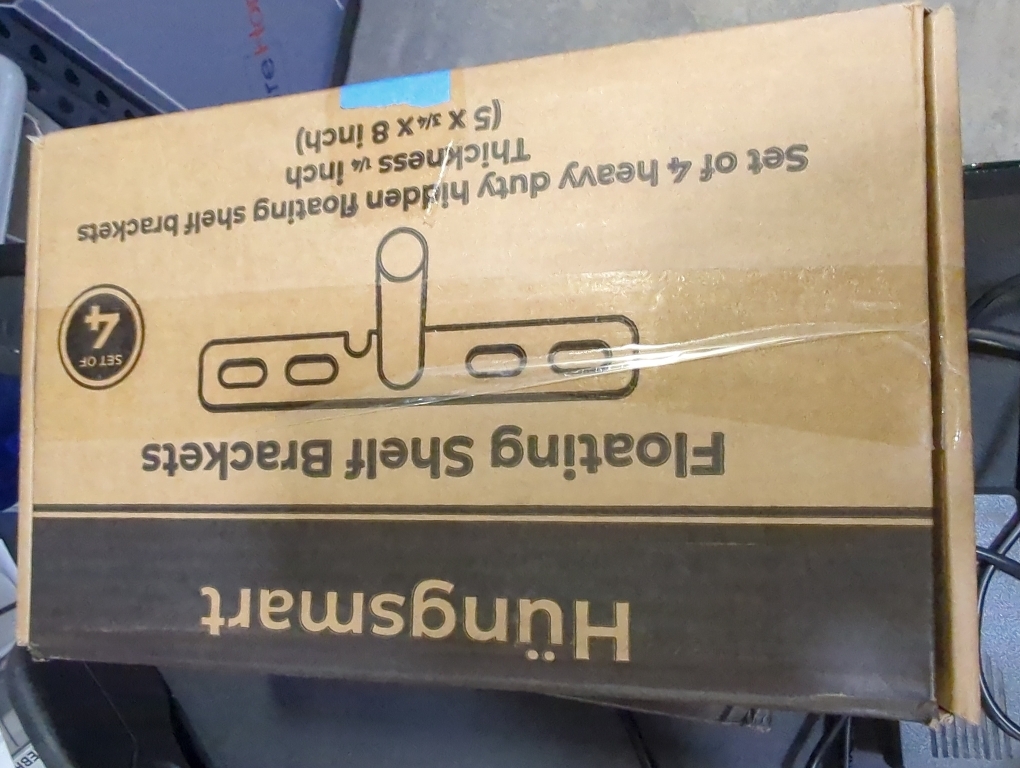 Hüngsmart
Floating Shelf Brackets
SET OF
4
Set of 4 heavy duty hidden floating shelf brackets
Thickness 1/4 inch
(5 X 3/4 X 8 inch)